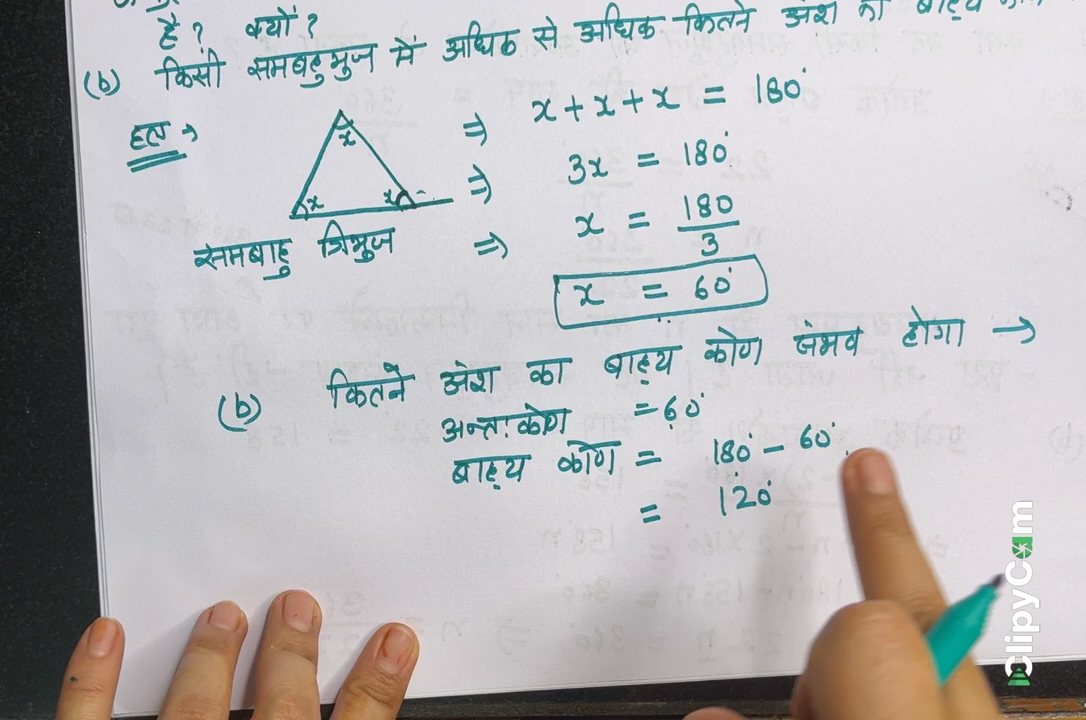 है? क्यों?
(b) किसी समबहुभुज में अधिक से अधिक कितने अंश का बाह्य
हल → x x x ⇒ x + x + x = 180°
⇒ 3x = 180°
समबाहु त्रिभुज ⇒ x = 180/3
x = 60°
(b) कितने अंश का बाह्य कोण संभव होगा →
अन्तः कोण = 60°
बाह्य कोण = 180° - 60°
= 120°
ClipyCam